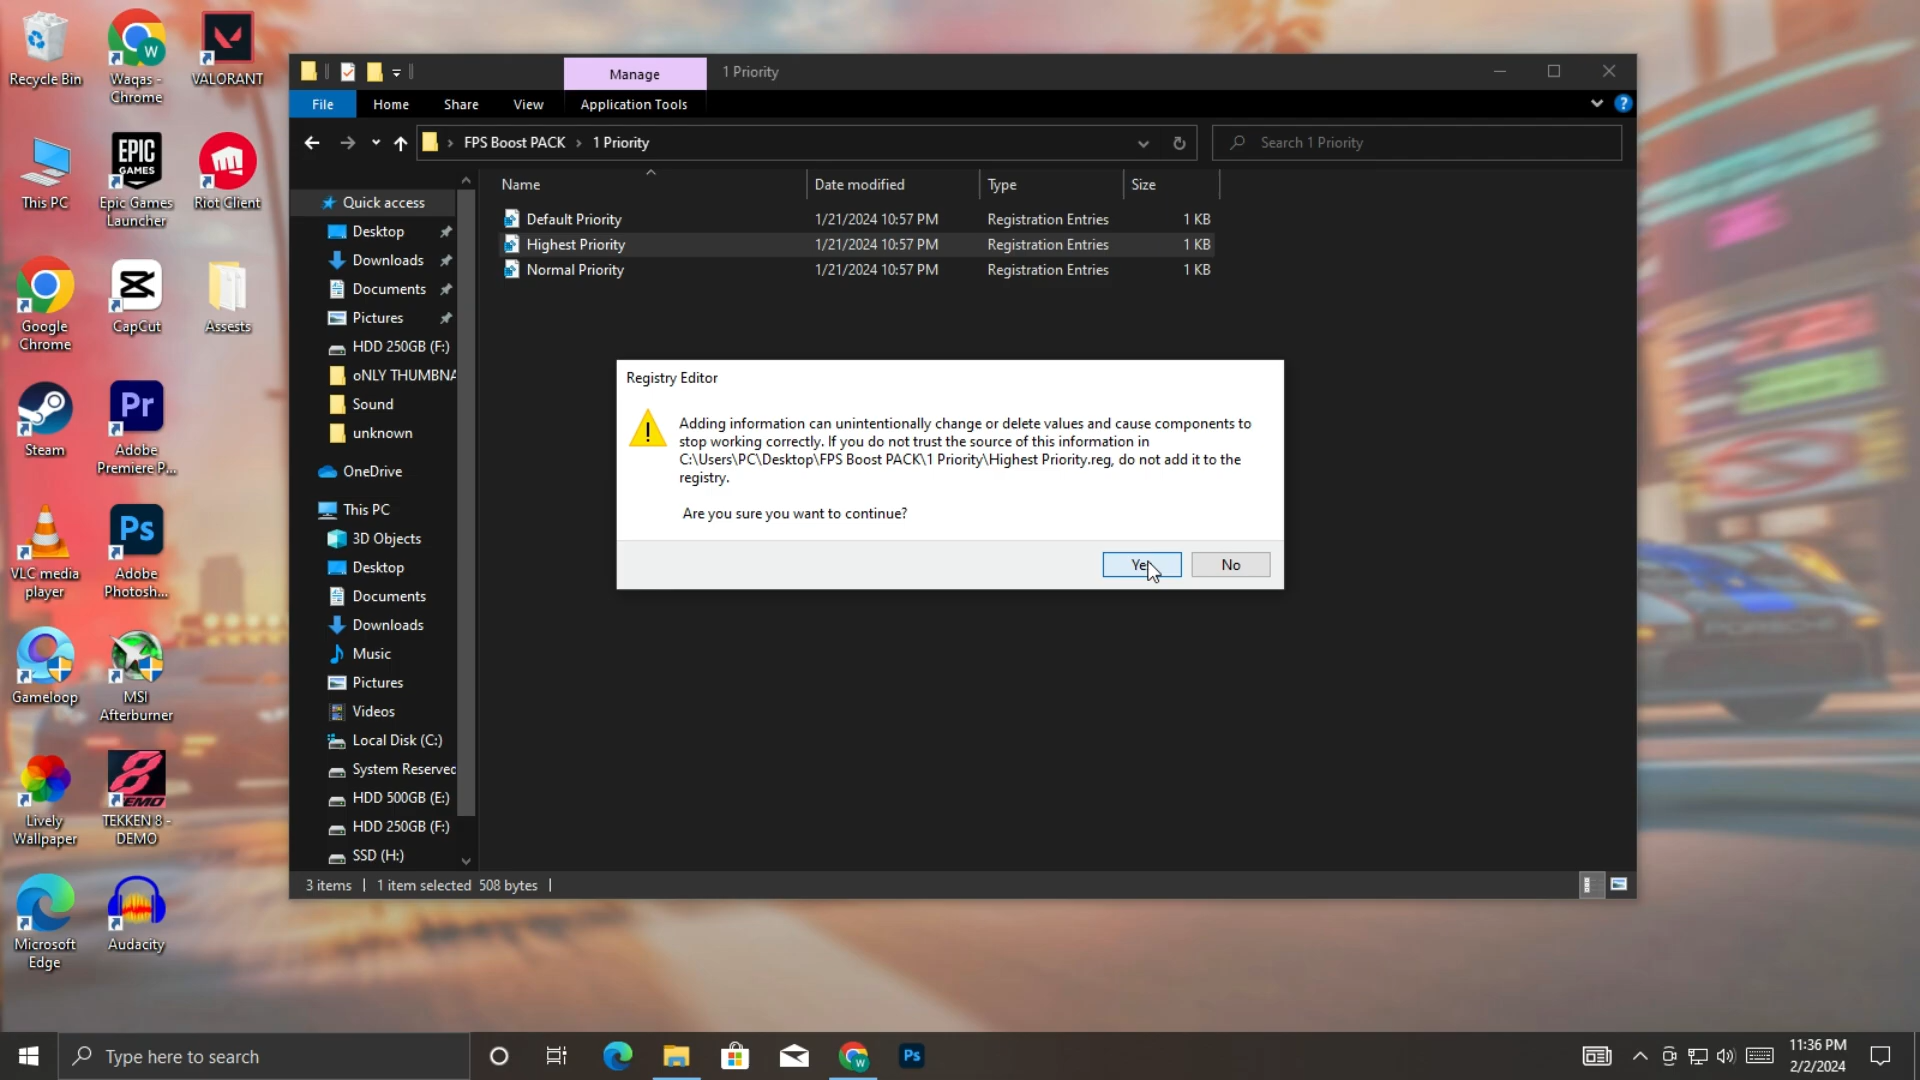 Recycle Bin
Waqas -
Chrome
VALORANT
This PC
EPIC
GAMES
Epic Games
Launcher
Riot Client
Google
Chrome
CapCut
Assests
Steam
Pr
Adobe
Premiere P...
VLC media
player
Ps
Adobe
Photosh...
Gameloop
MSI
Afterburner
Lively
Wallpaper
TEKKEN 8 -
DEMO
Microsoft
Edge
Audacity
Manage
1 Priority
File
Home
Share
View
Application Tools
FPS Boost PACK
1 Priority
Search 1 Priority
Name
Date modified
Type
Size
Default Priority 1/21/2024 10:57 PM Registration Entries 1 KB
Highest Priority 1/21/2024 10:57 PM Registration Entries 1 KB
Normal Priority 1/21/2024 10:57 PM Registration Entries 1 KB
Quick access
Desktop
Downloads
Documents
Pictures
HDD 250GB (F:)
oNLY THUMBNA
Sound
unknown
OneDrive
This PC
3D Objects
Desktop
Documents
Downloads
Music
Pictures
Videos
Local Disk (C:)
System Reserved
HDD 500GB (E:)
HDD 250GB (F:)
SSD (H:)
Registry Editor
Adding information can unintentionally change or delete values and cause components to
stop working correctly. If you do not trust the source of this information in
C:\Users\PC\Desktop\FPS Boost PACK\1 Priority\Highest Priority.reg, do not add it to the
registry.
Are you sure you want to continue?
Yes
No
3 items
1 item selected 508 bytes
Type here to search
Ps
11:36 PM
2/2/2024